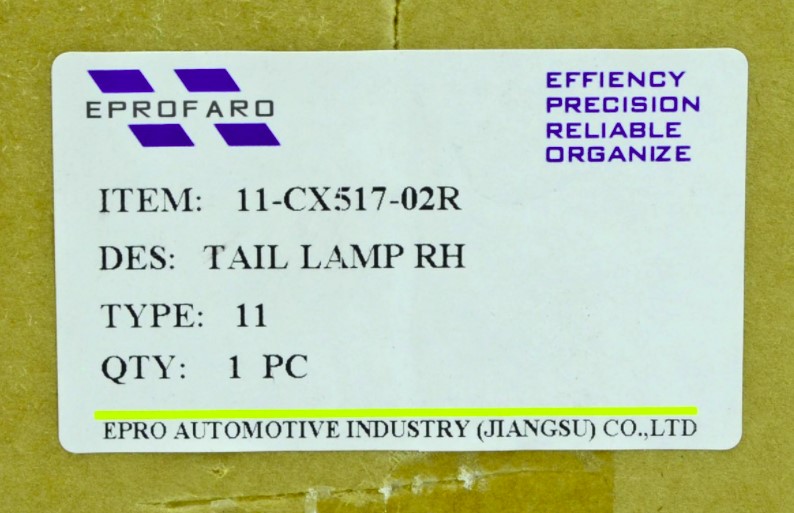 EPROFARO
EFFIENCY
PRECISION
RELIABLE
ORGANIZE
ITEM: 11-CX517-02R
DES: TAIL LAMP RH
TYPE: 11
QTY: 1 PC
EPRO AUTOMOTIVE INDUSTRY (JIANGSU) CO.,LTD